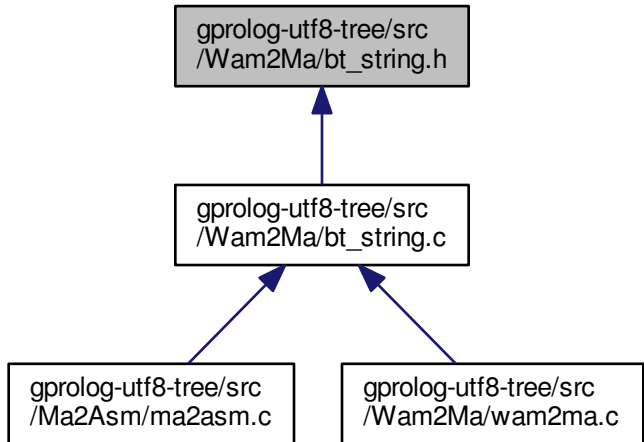 gprolog-utf8-tree/src
/Wam2Ma/bt_string.h
gprolog-utf8-tree/src
/Wam2Ma/bt_string.c
gprolog-utf8-tree/src
/Ma2Asm/ma2asm.c
gprolog-utf8-tree/src
/Wam2Ma/wam2ma.c